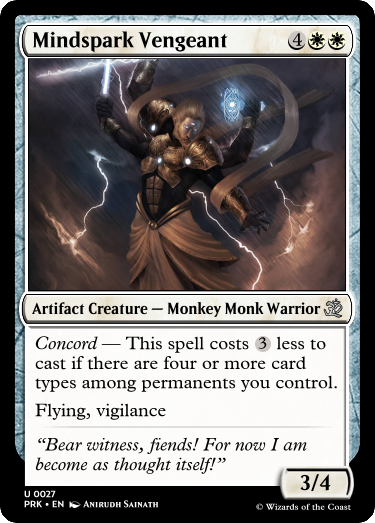 Mindspark Vengeant 4
Artifact Creature — Monkey Monk Warrior
Concord — This spell costs 3 less to
cast if there are four or more card
types among permanents you control.
Flying, vigilance
“Bear witness, fiends! For now I am
become as thought itself!”
3/4
U 0027
PRK • EN Anirudh Sainath
© Wizards of the Coast